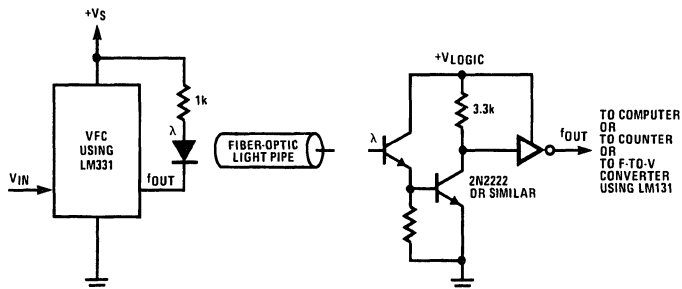 +VS
1k
λ
VFC
USING
LM331
VIN
fOUT
FIBER-OPTIC
LIGHT PIPE
+VLOGIC
3.3k
λ
2N2222
OR SIMILAR
fOUT
TO COMPUTER
OR
TO COUNTER
OR
TO F-TO-V
CONVERTER
USING LM131